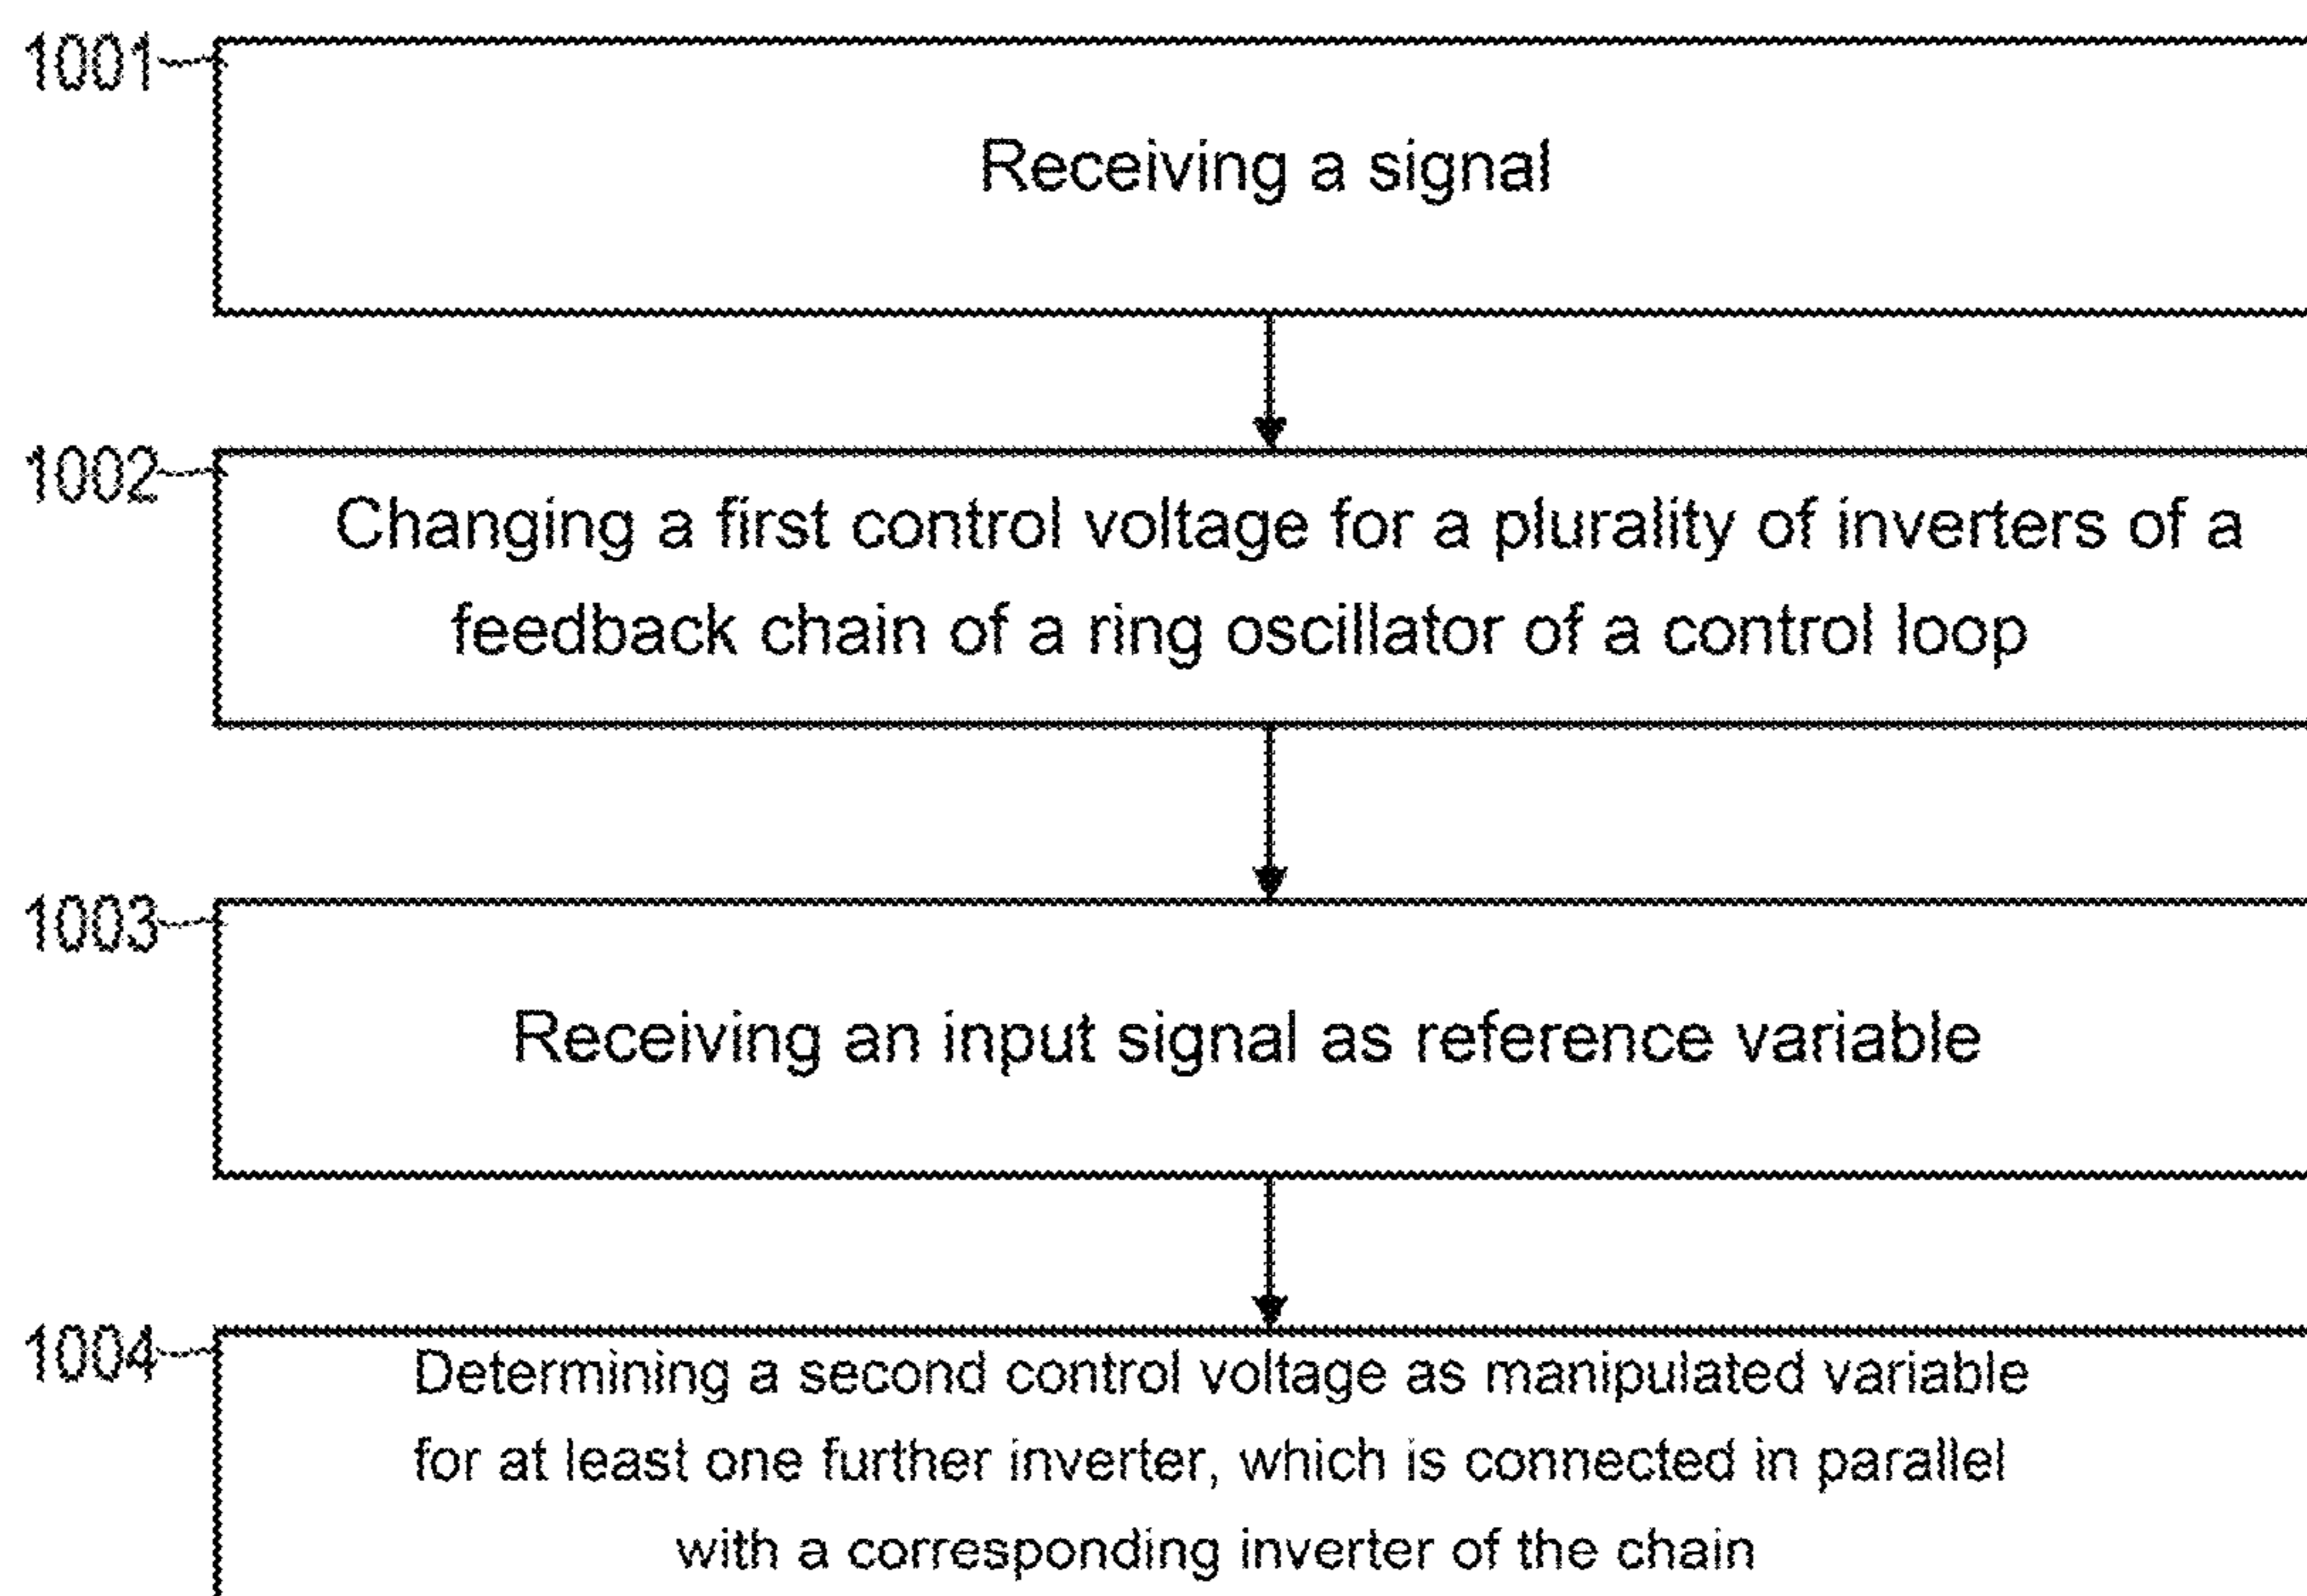 1001
Receiving a signal
1002
Changing a first control voltage for a plurality of inverters of a
feedback chain of a ring oscillator of a control loop
1003
Receiving an input signal as reference variable
1004
Determining a second control voltage as manipulated variable
for at least one further inverter, which is connected in parallel
with a corresponding inverter of the chain